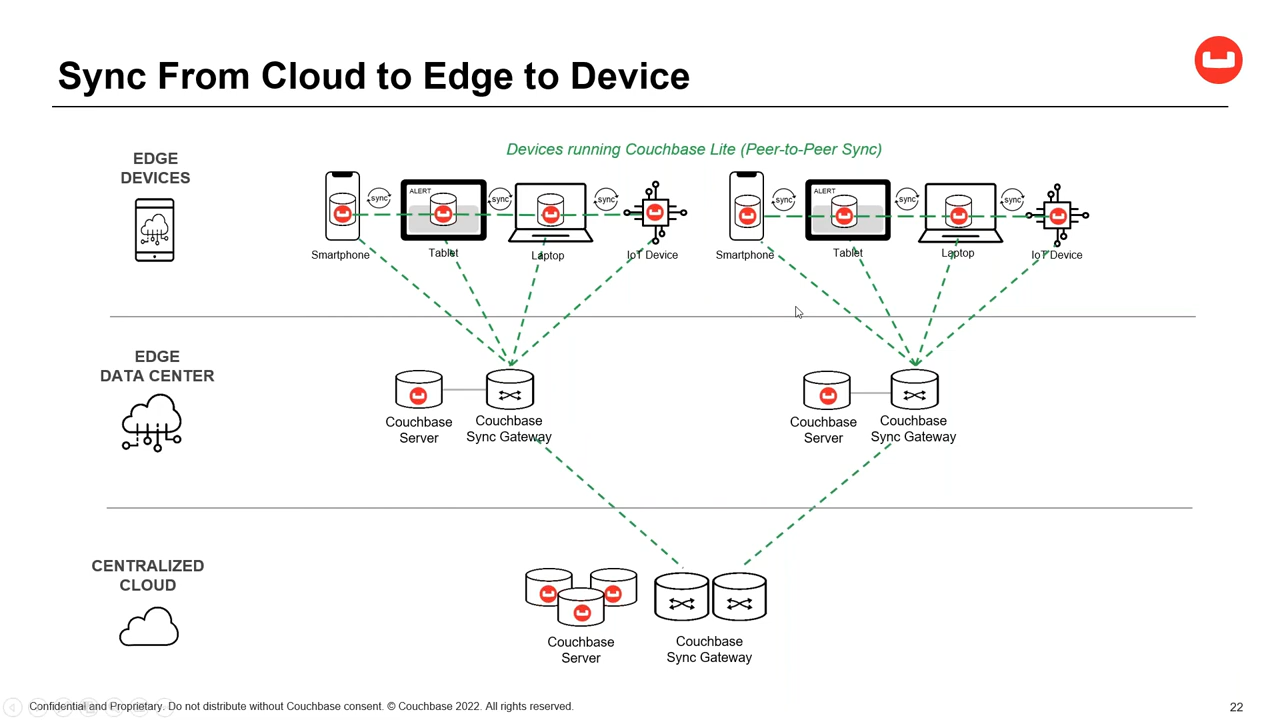 Sync From Cloud to Edge to Device
EDGE
DEVICES
Devices running Couchbase Lite (Peer-to-Peer Sync)
ALERT
sync
sync
sync
Smartphone
Tablet
Laptop
IoT Device
ALERT
sync
sync
sync
Smartphone
Tablet
Laptop
IoT Device
EDGE
DATA CENTER
Couchbase
Server
Couchbase
Sync Gateway
Couchbase
Server
Couchbase
Sync Gateway
CENTRALIZED
CLOUD
Couchbase
Server
Couchbase
Sync Gateway
Confidential and Proprietary. Do not distribute without Couchbase consent. © Couchbase 2022. All rights reserved.
22